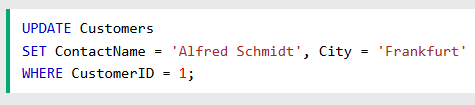 UPDATE Customers
SET ContactName = 'Alfred Schmidt', City = 'Frankfurt'
WHERE CustomerID = 1;